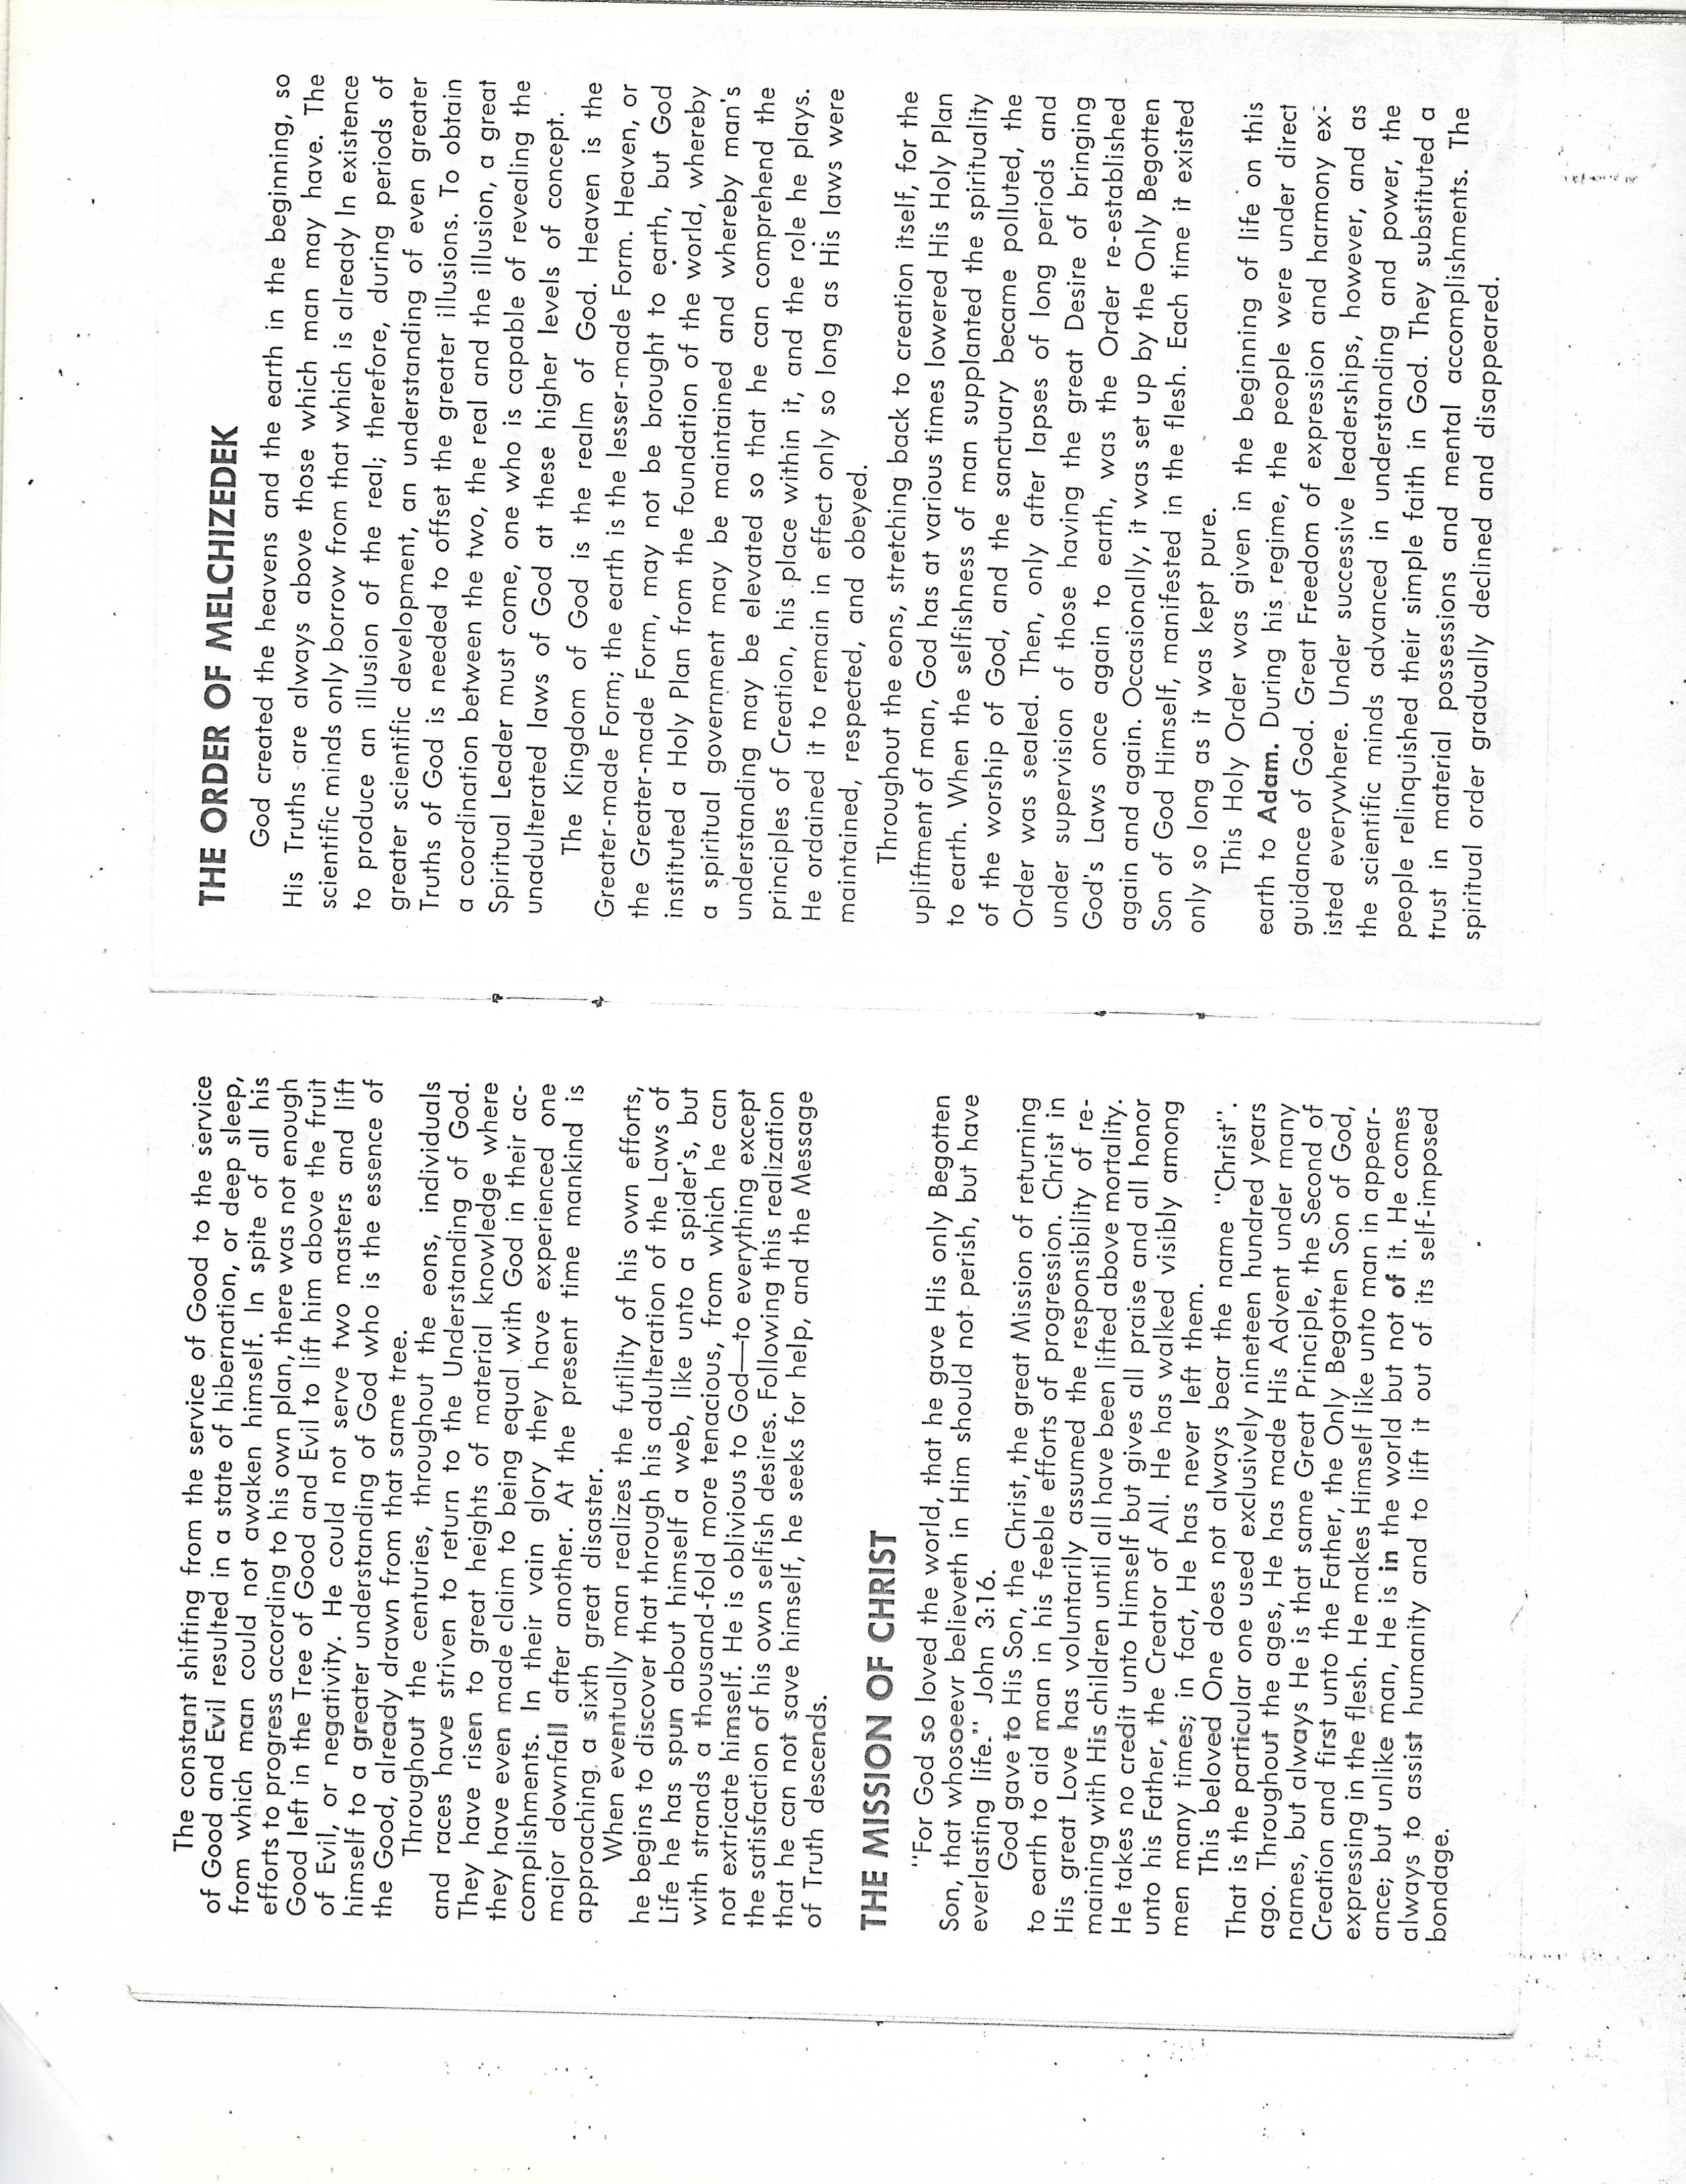 The constant shifting from the service of Good to the service
of Good and Evil resulted in a state of hibernation, or deep sleep,
from which man could not awaken himself. In spite of all his
efforts to progress according to his own plan, there was not enough
Good left in the Tree of Good and Evil to lift him above the fruit
of Evil, or negativity. He could not serve two masters and lift
himself to a greater understanding of God who is the essence of
the Good, already drawn from that same tree.
Throughout the centuries, throughout the eons, individuals
and races have striven to return to the Understanding of God.
They have risen to great heights of material knowledge where
they have even made claim to being equal with God in their ac-
complishments. In their vain glory they have experienced one
major downfall after another. At the present time mankind is
approaching a sixth great disaster.
When eventually man realizes the futility of his own efforts,
he begins to discover that through his adulteration of the Laws of
Life he has spun about himself a web, like unto a spider's, but
with strands a thousand-fold more tenacious, from which he can
not extricate himself. He is oblivious to God—to everything except
the satisfaction of his own selfish desires. Following this realization
that he can not save himself, he seeks for help, and the Message
of Truth descends.
THE MISSION OF CHRIST
"For God so loved the world, that he gave His only Begotten
Son, that whosoeevr believeth in Him should not perish, but have
everlasting life." John 3:16.
God gave to His Son, the Christ, the great Mission of returning
to earth to aid man in his feeble efforts of progression. Christ in
His great Love has voluntarily assumed the responsibility of re-
maining with His children until all have been lifted above mortality.
He takes no credit unto Himself but gives all praise and all honor
unto his Father, the Creator of All. He has walked visibly among
men many times; in fact, He has never left them.
This beloved One does not always bear the name "Christ".
That is the particular one used exclusively nineteen hundred years
ago. Throughout the ages, He has made His Advent under many
names, but always He is that same Great Principle, the Second of
Creation and first unto the Father, the Only Begotten Son of God,
expressing in the flesh. He makes Himself like unto man in appear-
ance; but unlike man, He is in the world but not of it. He comes
always to assist humanity and to lift it out of its self-imposed
bondage.
THE ORDER OF MELCHIZEDEK
God created the heavens and the earth in the beginning, so
His Truths are always above those which man may have. The
scientific minds only borrow from that which is already In existence
to produce an illusion of the real; therefore, during periods of
greater scientific development, an understanding of even greater
Truths of God is needed to offset the greater illusions. To obtain
a coordination between the two, the real and the illusion, a great
Spiritual Leader must come, one who is capable of revealing the
unadulterated laws of God at these higher levels of concept.
The Kingdom of God is the realm of God. Heaven is the
Greater-made Form; the earth is the lesser-made Form. Heaven, or
the Greater-made Form, may not be brought to earth, but God
instituted a Holy Plan from the foundation of the world, whereby
a spiritual government may be maintained and whereby man's
understanding may be elevated so that he can comprehend the
principles of Creation, his place within it, and the role he plays.
He ordained it to remain in effect only so long as His laws were
maintained, respected, and obeyed.
Throughout the eons, stretching back to creation itself, for the
upliftment of man, God has at various times lowered His Holy Plan
to earth. When the selfishness of man supplanted the spirituality
of the worship of God, and the sanctuary became polluted, the
Order was sealed. Then, only after lapses of long periods and
under supervision of those having the great Desire of bringing
God's Laws once again to earth, was the Order re-established
again and again. Occasionally, it was set up by the Only Begotten
Son of God Himself, manifested in the flesh. Each time it existed
only so long as it was kept pure.
This Holy Order was given in the beginning of life on this
earth to Adam. During his regime, the people were under direct
guidance of God. Great Freedom of expression and harmony ex-
isted everywhere. Under successive leaderships, however, and as
the scientific minds advanced in understanding and power, the
people relinquished their simple faith in God. They substituted a
trust in material possessions and mental accomplishments. The
spiritual order gradually declined and disappeared.